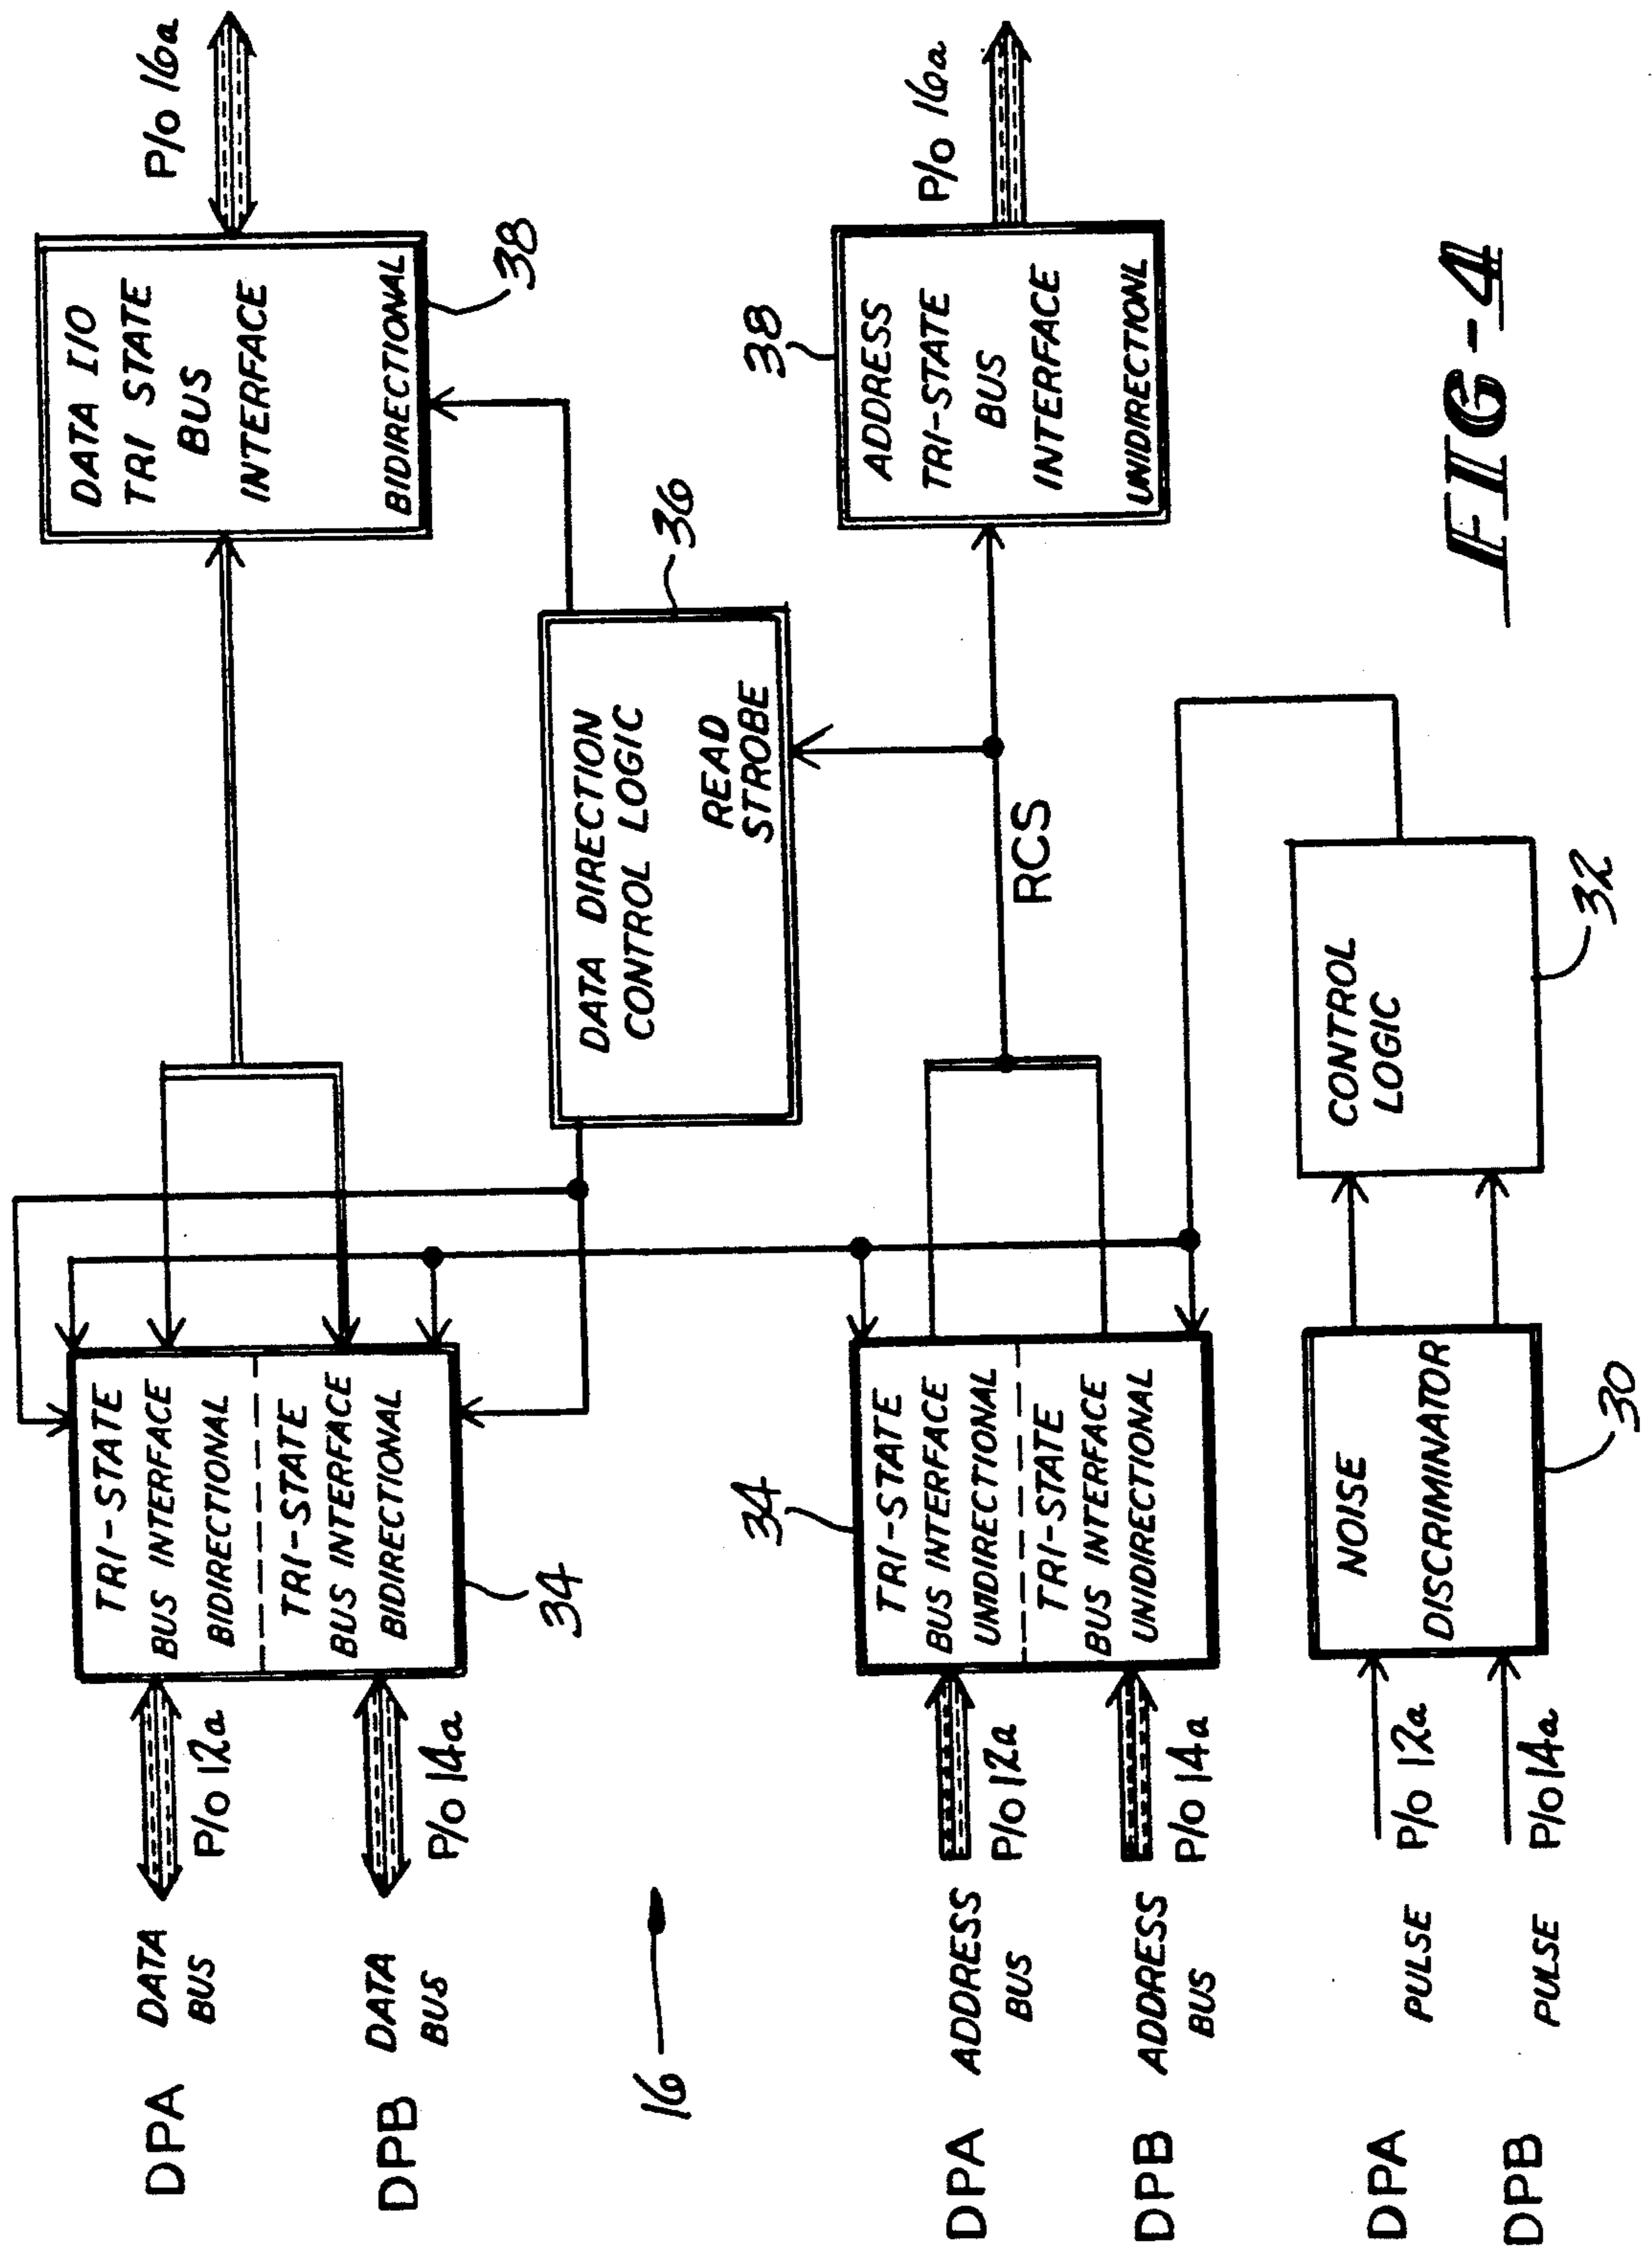 DPA
DATA
BUS
P/o 12a
DPB
DATA
BUS
P/o 14a
TRI-STATE
BUS INTERFACE
BIDIRECTIONAL
TRI-STATE
BUS INTERFACE
BIDIRECTIONAL
34
DATA I/O
TRI STATE
BUS
INTERFACE
BIDIRECTIONAL
38
P/o 16a
16
DATA DIRECTION
CONTROL LOGIC
READ
STROBE
36
DPA
ADDRESS
BUS
P/o 12a
DPB
ADDRESS
BUS
P/o 14a
34
TRI-STATE
BUS INTERFACE
UNIDIRECTIONAL
TRI-STATE
BUS INTERFACE
UNIDIRECTIONAL
RCS
38
ADDRESS
TRI-STATE
BUS
INTERFACE
UNIDIRECTIONL
P/o 16a
DPA
PULSE
P/o 12a
DPB
PULSE
P/o 14a
NOISE
DISCRIMINATOR
30
CONTROL
LOGIC
32
FIG-4